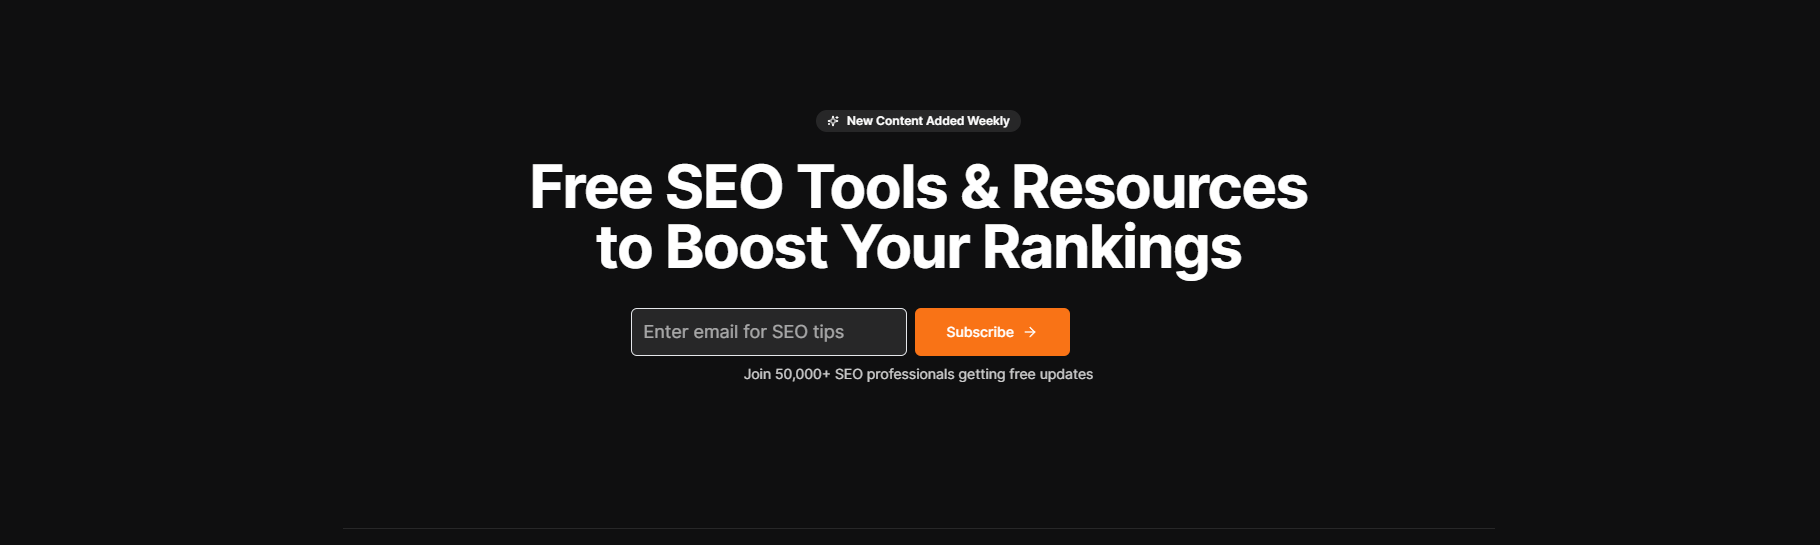 New Content Added Weekly
Free SEO Tools & Resources
to Boost Your Rankings
Enter email for SEO tips
Subscribe →
Join 50,000+ SEO professionals getting free updates